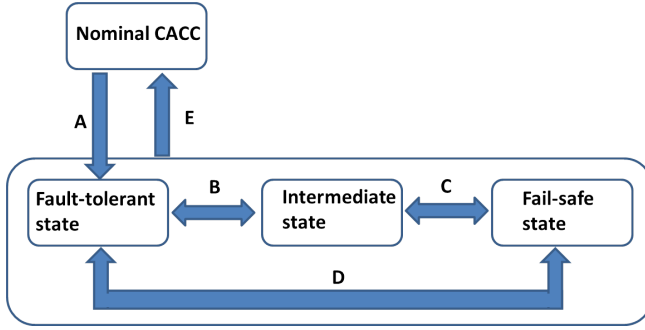 Nominal CACC
A
E
Fault-tolerant
state
B
Intermediate
state
C
Fail-safe
state
D